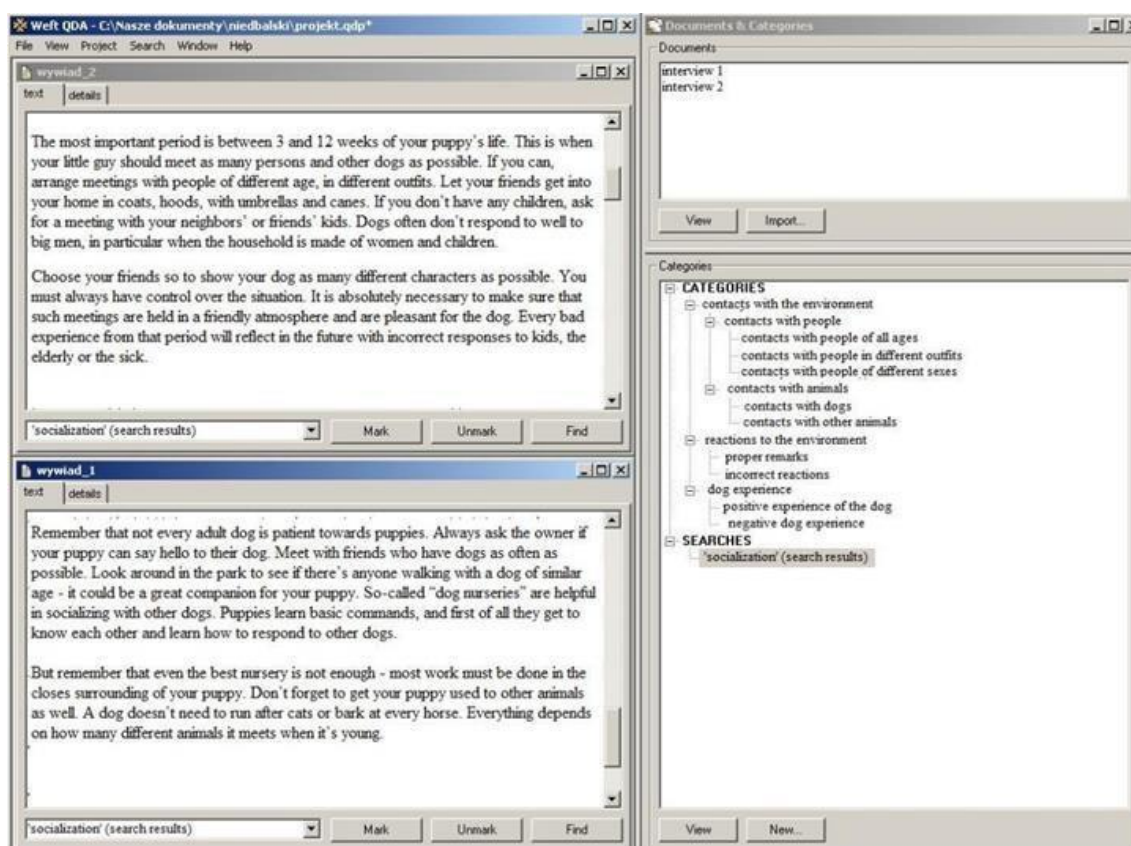 Weft QDA - C:\Nasze dokumenty\niedbalski\projekt.qdp*
File View Project Search Window Help
wywiad_2
text details
The most important period is between 3 and 12 weeks of your puppy's life. This is when
your little guy should meet as many persons and other dogs as possible. If you can,
arrange meetings with people of different age, in different outfits. Let your friends get into
your home in coats, hoods, with umbrellas and canes. If you don't have any children, ask
for a meeting with your neighbors' or friends' kids. Dogs often don't respond to well to
big men, in particular when the household is made of women and children.
Choose your friends so to show your dog as many different characters as possible. You
must always have control over the situation. It is absolutely necessary to make sure that
such meetings are held in a friendly atmosphere and are pleasant for the dog. Every bad
experience from that period will reflect in the future with incorrect responses to kids, the
elderly or the sick.
'socialization' (search results) Mark Unmark Find
wywiad_1
text details
Remember that not every adult dog is patient towards puppies. Always ask the owner if
your puppy can say hello to their dog. Meet with friends who have dogs as often as
possible. Look around in the park to see if there's anyone walking with a dog of similar
age - it could be a great companion for your puppy. So-called "dog nurseries" are helpful
in socializing with other dogs. Puppies learn basic commands, and first of all they get to
know each other and learn how to respond to other dogs.
But remember that even the best nursery is not enough - most work must be done in the
closes surrounding of your puppy. Don't forget to get your puppy used to other animals
as well. A dog doesn't need to run after cats or bark at every horse. Everything depends
on how many different animals it meets when it's young.
'socialization' (search results) Mark Unmark Find
Documents & Categories
Documents
interview 1
interview 2
View Import...
Categories
CATEGORIES
contacts with the environment
contacts with people
contacts with people of all ages
contacts with people in different outfits
contacts with people of different sexes
contacts with animals
contacts with dogs
contacts with other animals
reactions to the environment
proper remarks
incorrect reactions
dog experience
positive experience of the dog
negative dog experience
SEARCHES
'socialization' (search results)
View New...